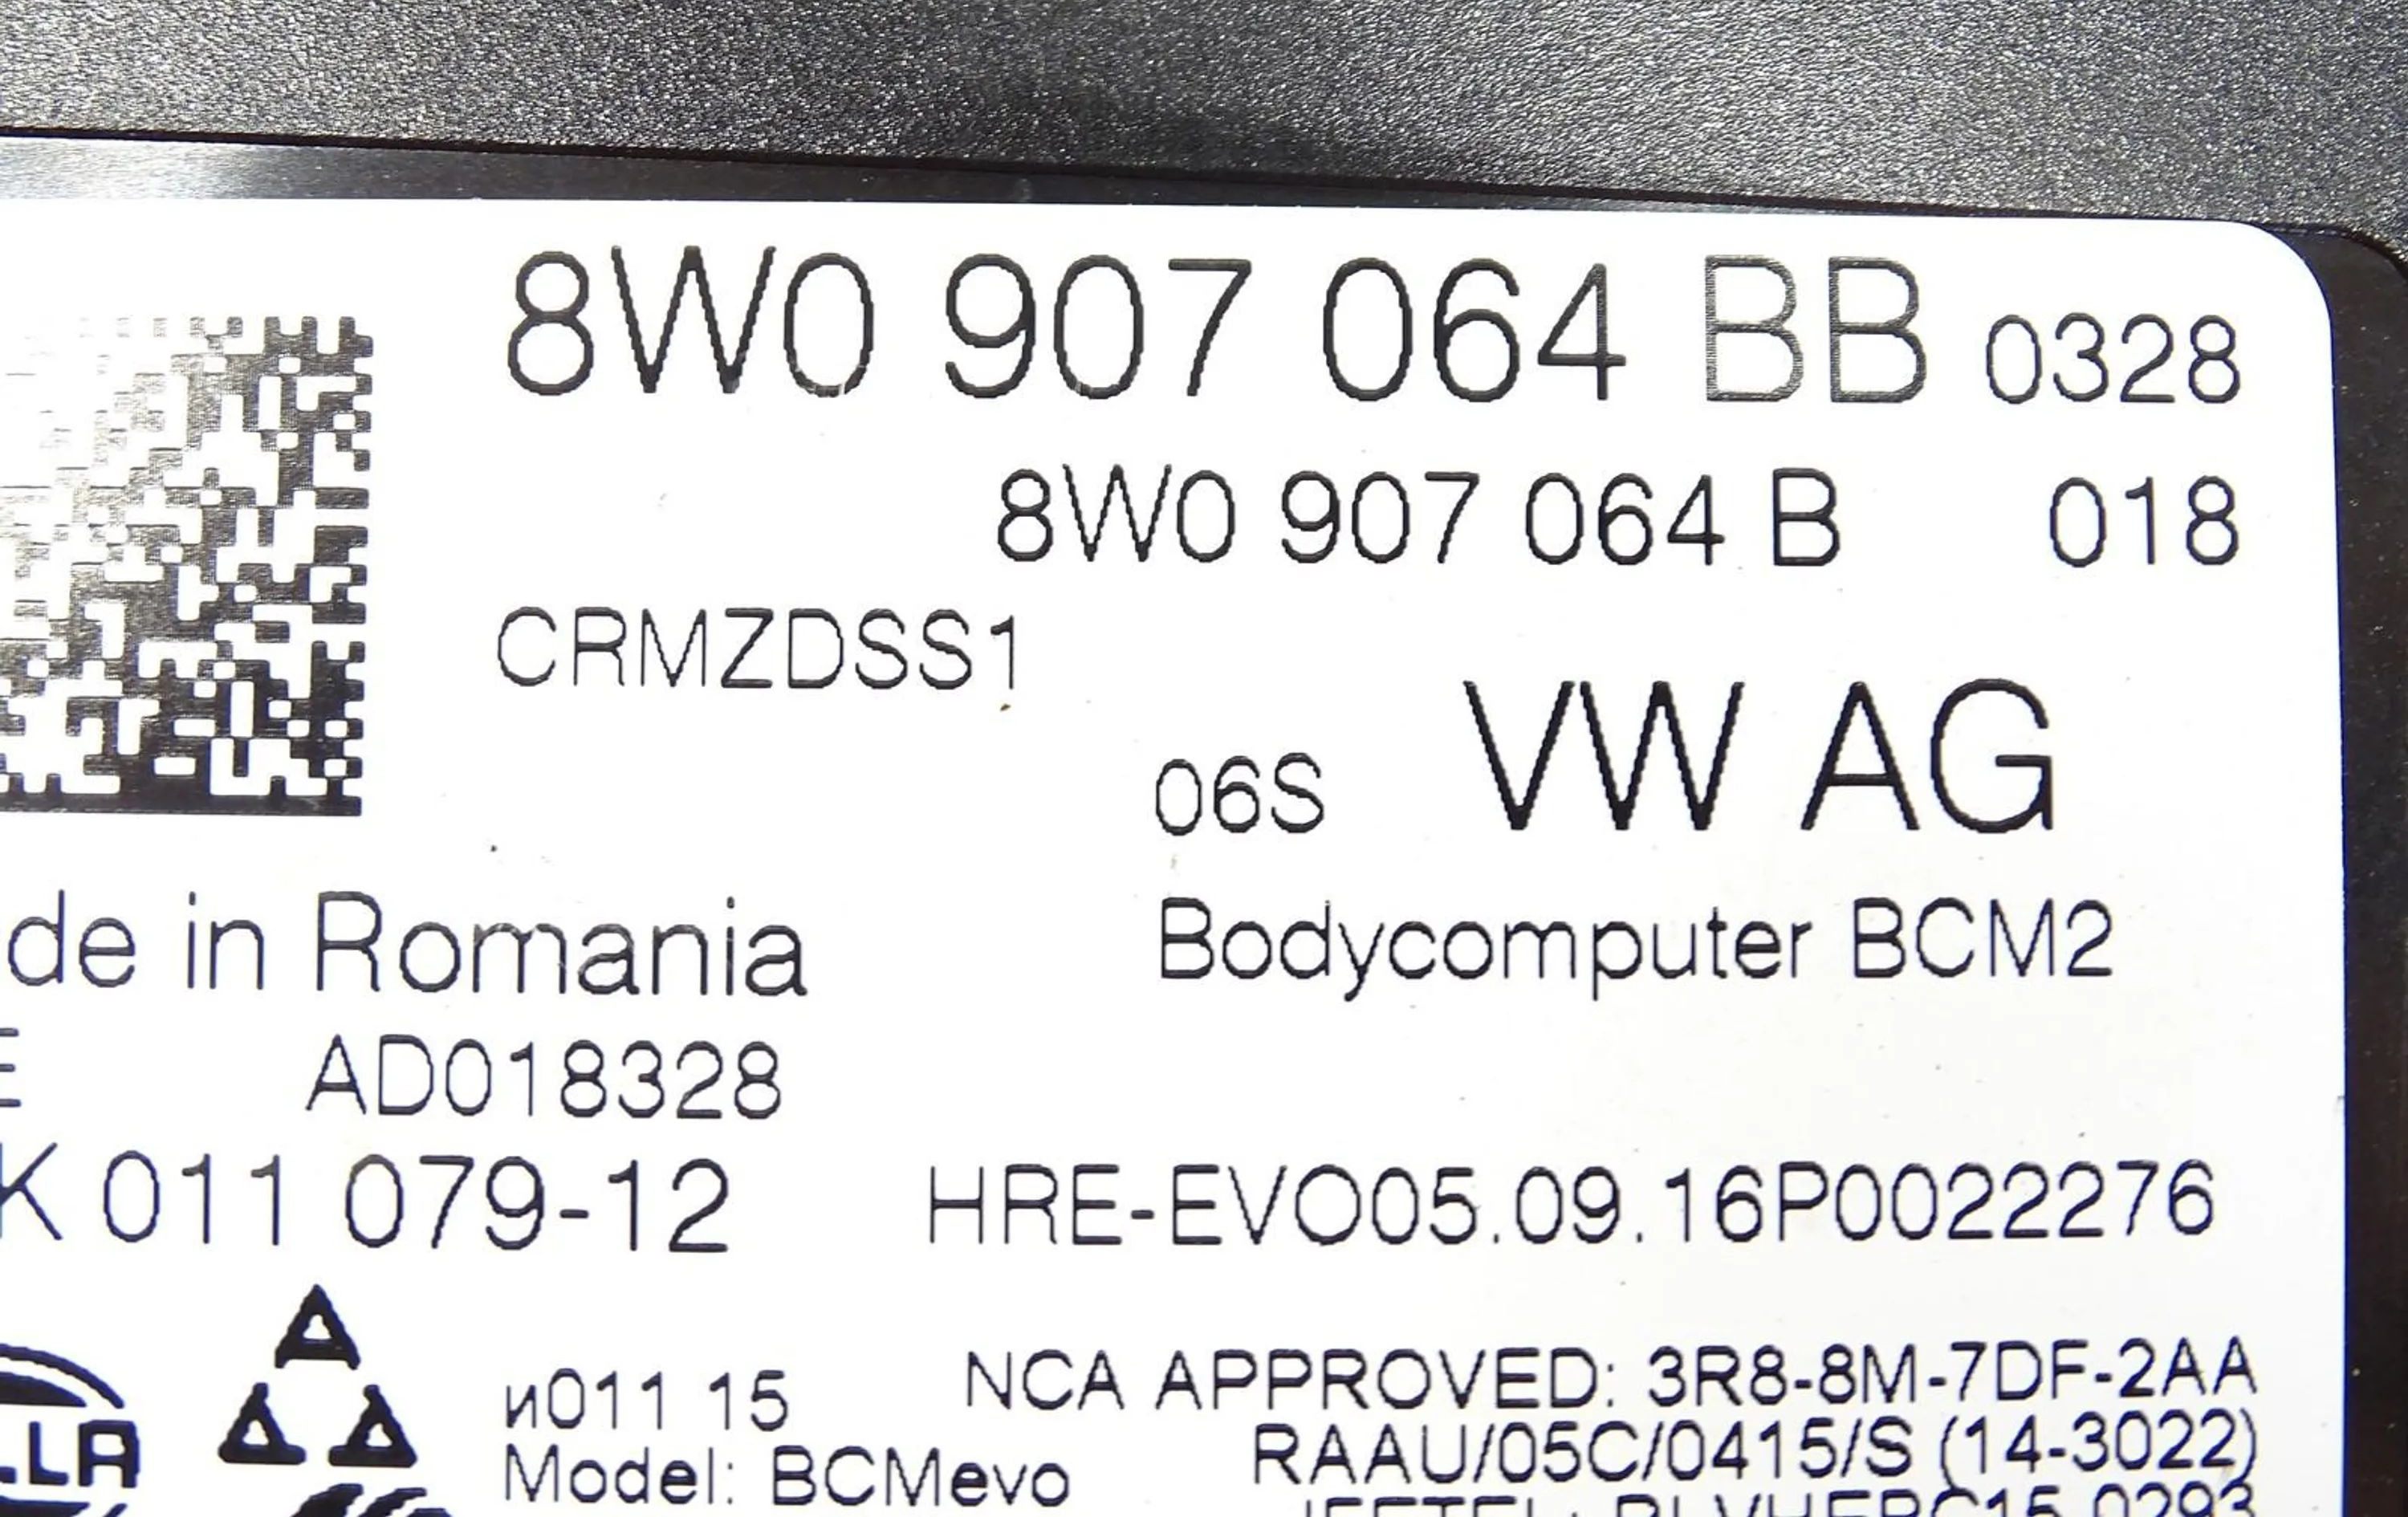 8W0 907 064 BB 0328
8W0 907 064 B 018
CRMZDSS1
06S VW AG
de in Romania
Bodycomputer BCM2
E AD018328
K 011 079-12 HRE-EVO05.09.16P0022276
LLA
ᴎ011 15
NCA APPROVED: 3R8-8M-7DF-2AA
Model: BCMevo
RAAU/05C/0415/S (14-3022)